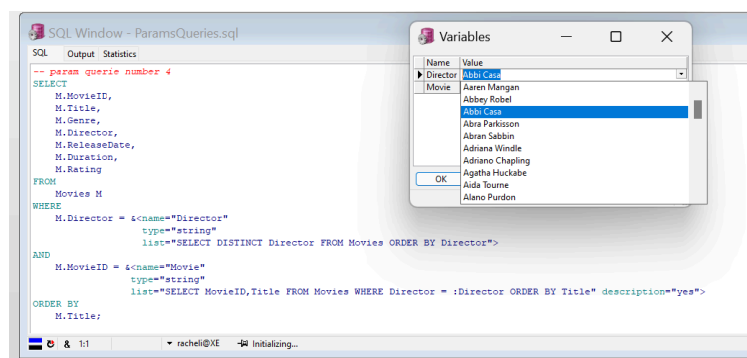 SQL Window - ParamsQueries.sql
SQL Output Statistics
-- param querie number 4
SELECT
M.MovieID,
M.Title,
M.Genre,
M.Director,
M.ReleaseDate,
M.Duration,
M.Rating
FROM
Movies M
WHERE
M.Director = &<name="Director"
type="string"
list="SELECT DISTINCT Director FROM Movies ORDER BY Director">
AND
M.MovieID = &<name="Movie"
type="string"
list="SELECT MovieID,Title FROM Movies WHERE Director = :Director ORDER BY Title" description="yes">
ORDER BY
M.Title;
& 1:1 racheli@XE Initializing...
Variables
Name Value
Director Abbi Casa
Movie
Aaren Mangan
Abbey Robel
Abbi Casa
Abra Parkisson
Abran Sabbin
Adriana Windle
Adriano Chapling
Agatha Huckabe
Aida Tourne
Alano Purdon
OK